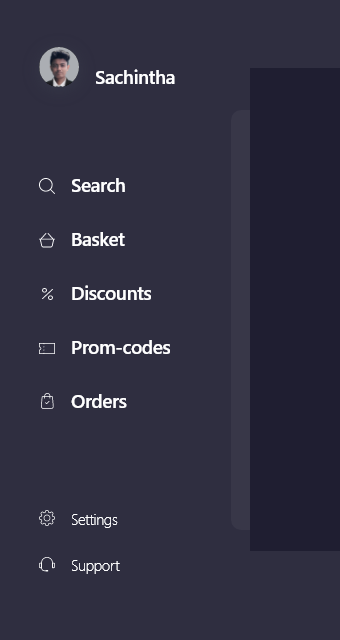 Sachintha
Search
Basket
Discounts
Prom-codes
Orders
Settings
Support